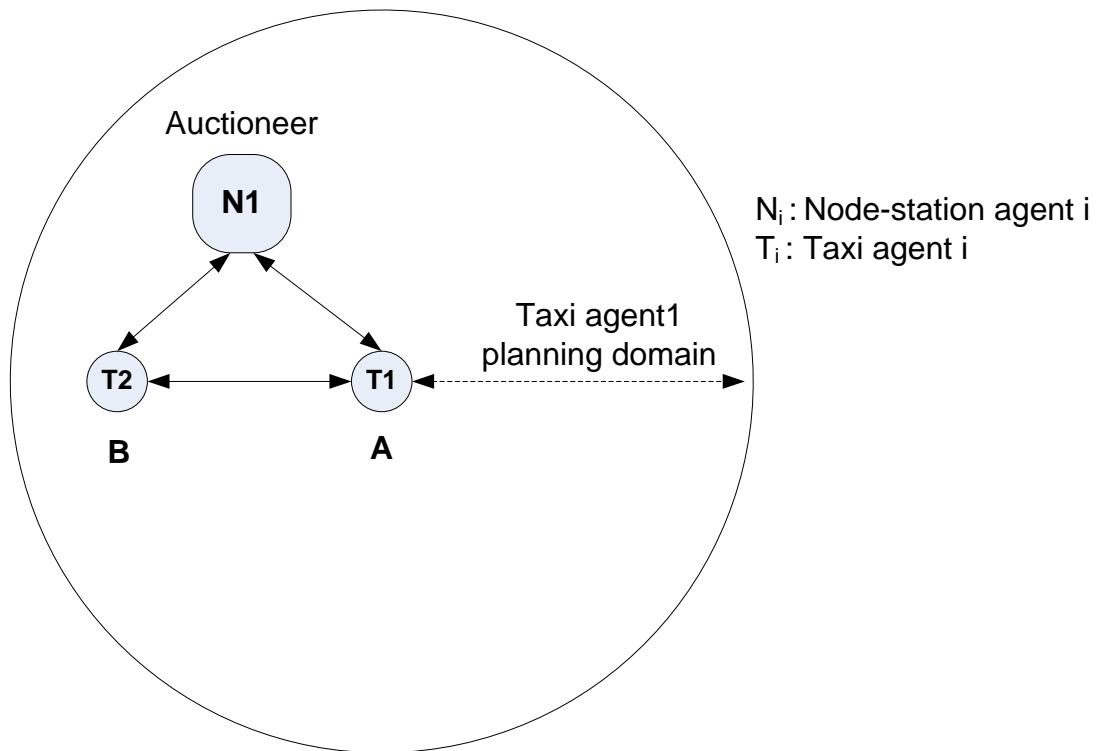 Auctioneer
N1
Nᵢ : Node-station agent i
Tᵢ : Taxi agent i
Taxi agent1
planning domain
T2
T1
B
A